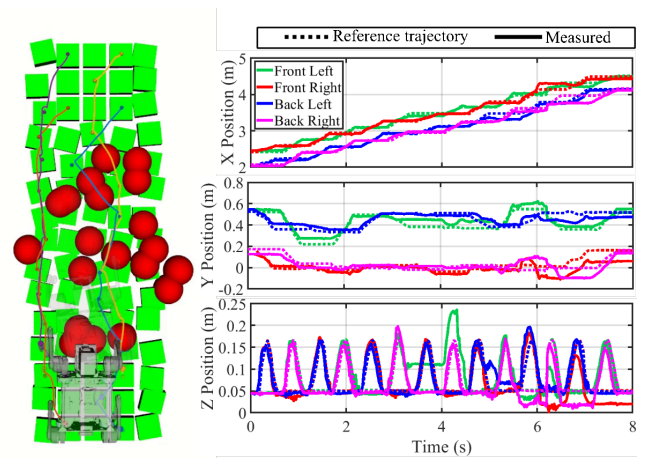 Reference trajectory Measured
X Position (m)
5
4
3
2
Front Left
Front Right
Back Left
Back Right
Y Position (m)
0.8
0.6
0.4
0.2
0
-0.2
Z Position (m)
0.25
0.2
0.15
0.1
0.05
0
0 2 4 6 8
Time (s)